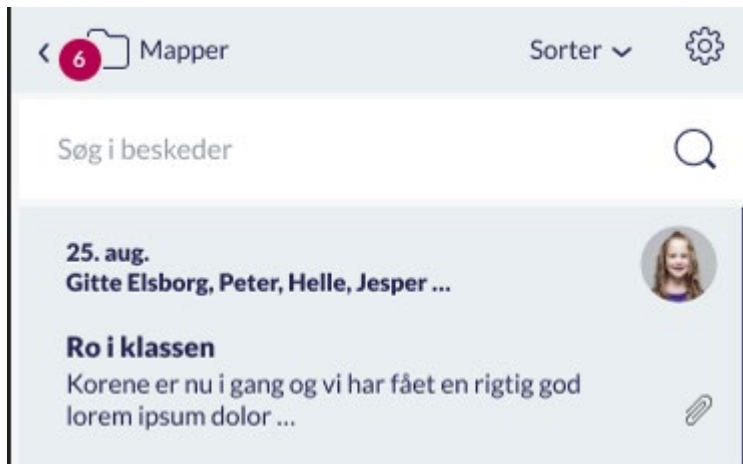 6 Mapper Sorter
Søg i beskeder
25. aug.
Gitte Elsborg, Peter, Helle, Jesper ...
Ro i klassen
Korene er nu i gang og vi har fået en rigtig god
lorem ipsum dolor ...